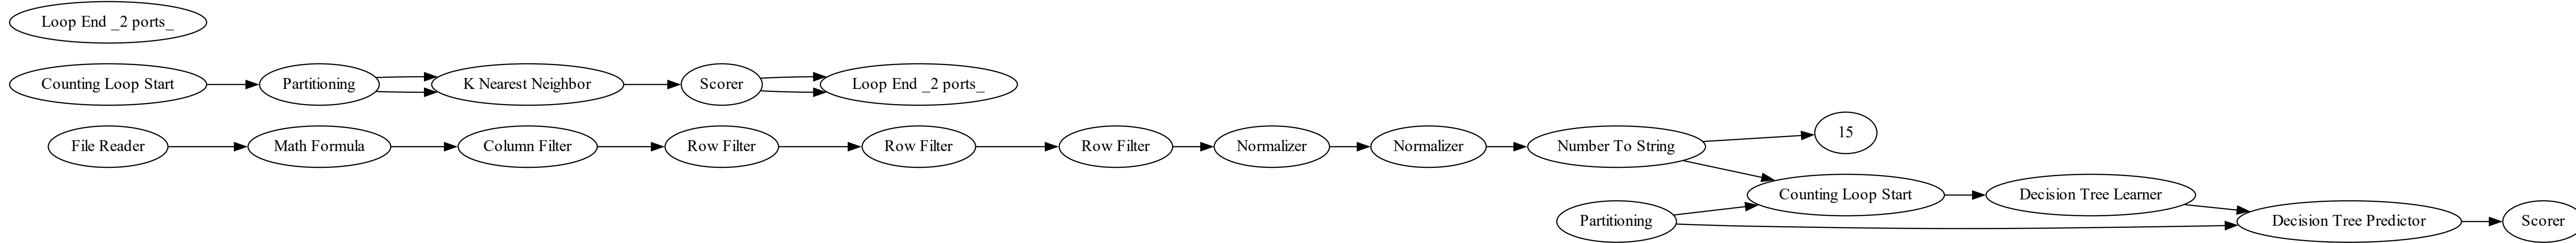 Loop End _2 ports_
Counting Loop Start
Partitioning
K Nearest Neighbor
Scorer
Loop End _2 ports_
File Reader
Math Formula
Column Filter
Row Filter
Row Filter
Row Filter
Normalizer
Normalizer
Number To String
15
Counting Loop Start
Decision Tree Learner
Partitioning
Decision Tree Predictor
Scorer